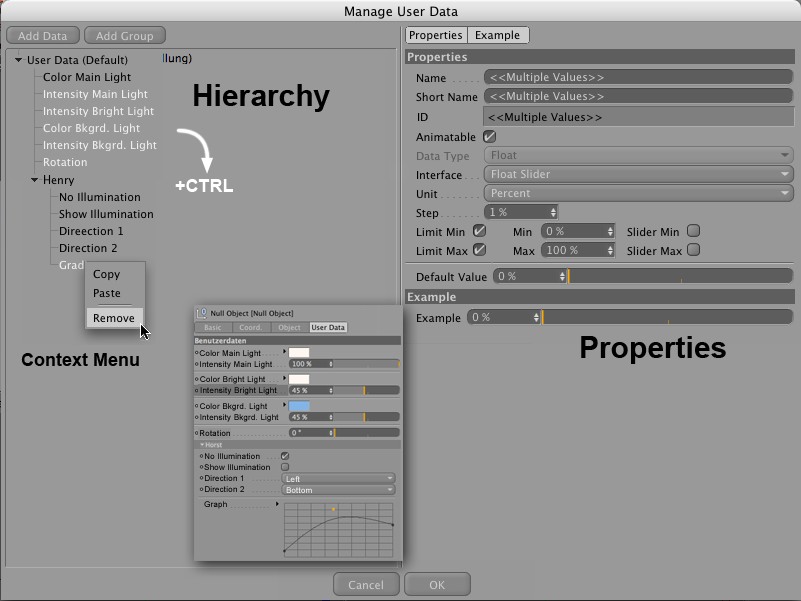 Manage User Data
Add Data Add Group
User Data (Default) llung)
Color Main Light
Intensity Main Light
Intensity Bright Light
Color Bkgrd. Light
Intensity Bkgrd. Light
Rotation
Henry
No Illumination
Show Illumination
Direection 1
Direction 2
Grad
Hierarchy
+CTRL
Copy
Paste
Remove
Context Menu
Null Object [Null Object]
Basic Coord. Object User Data
Benutzerdaten
Color Main Light
Intensity Main Light 100 %
Color Bright Light
Intensity Bright Light 45 %
Color Bkgrd. Light
Intensity Bkgrd. Light 45 %
Rotation 0 °
Horst
No Illumination
Show Illumination
Direction 1 Left
Direction 2 Bottom
Graph
Properties Example
Properties
Name <<Multiple Values>>
Short Name <<Multiple Values>>
ID <<Multiple Values>>
Animatable
Data Type Float
Interface Float Slider
Unit Percent
Step 1 %
Limit Min Min 0 % Slider Min
Limit Max Max 100 % Slider Max
Default Value 0 %
Example
Example 0 %
Properties
Cancel OK